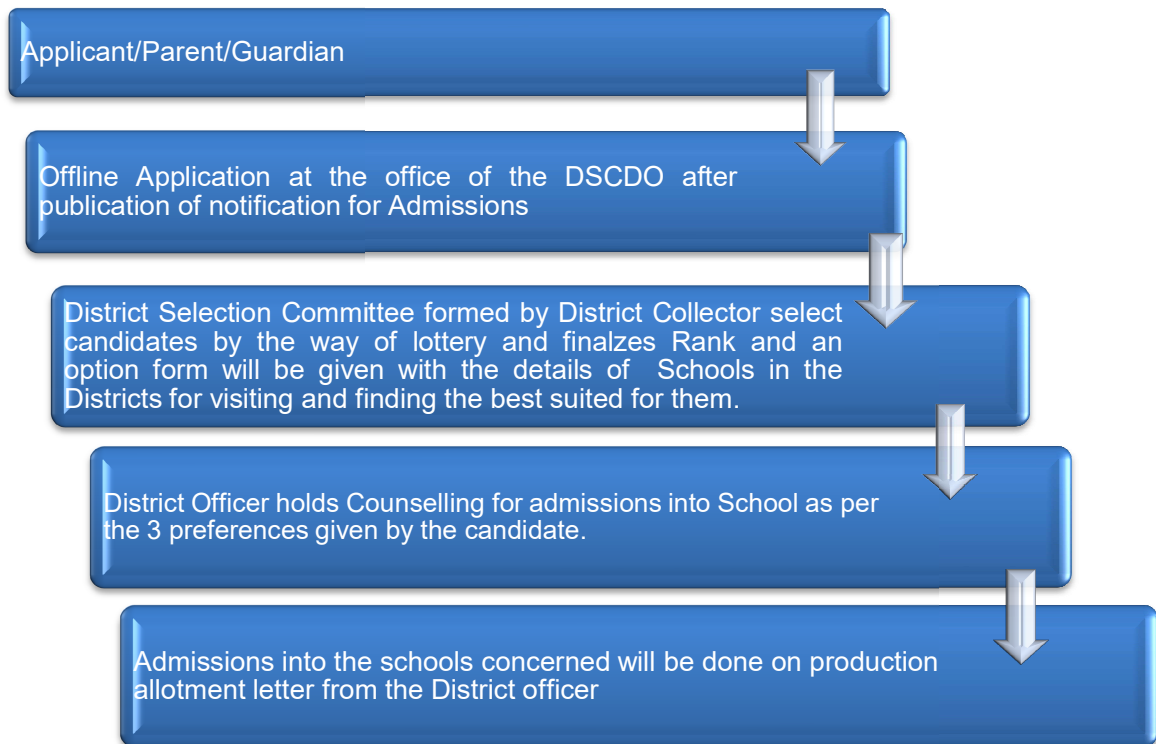 Applicant/Parent/Guardian
Offline Application at the office of the DSCDO after
publication of notification for Admissions
District Selection Committee formed by District Collector select
candidates by the way of lottery and finalzes Rank and an
option form will be given with the details of Schools in the
Districts for visiting and finding the best suited for them.
District Officer holds Counselling for admissions into School as per
the 3 preferences given by the candidate.
Admissions into the schools concerned will be done on production
allotment letter from the District officer